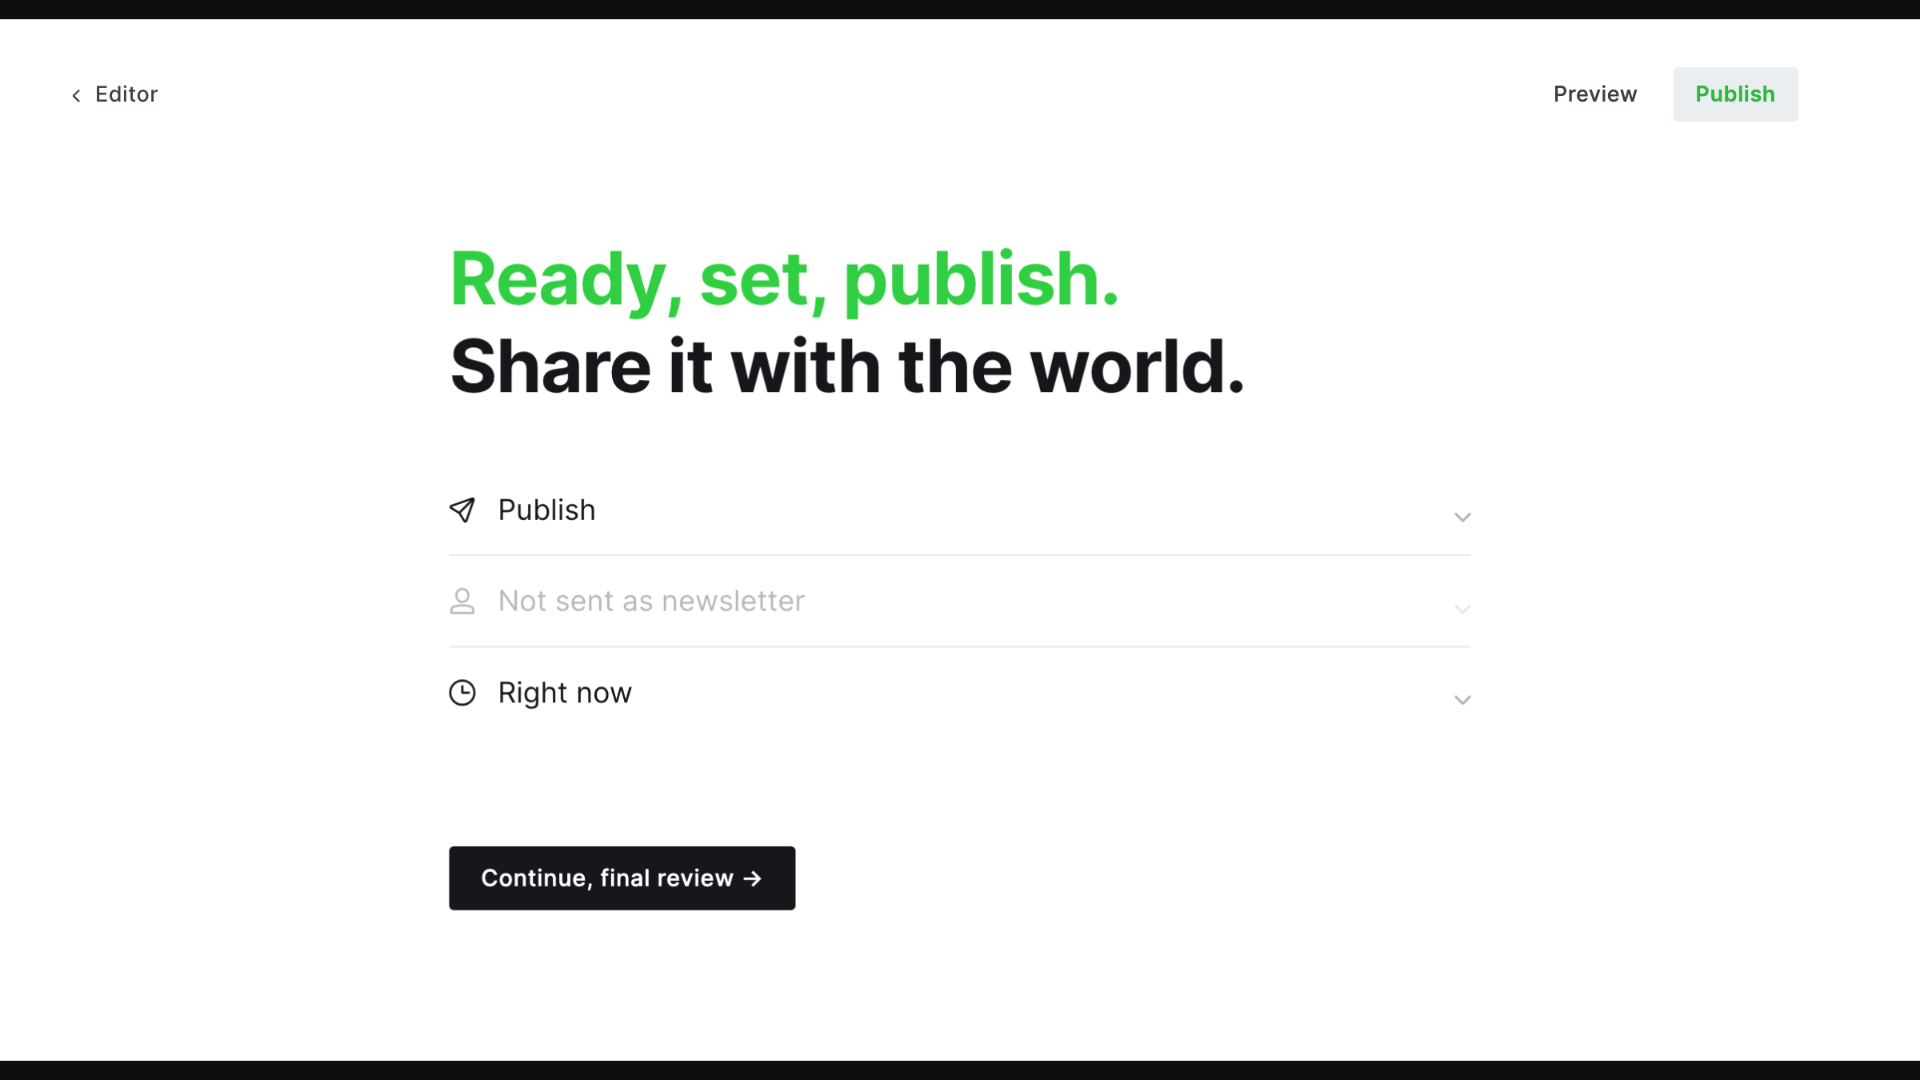 Editor
Preview
Publish
Ready, set, publish.
Share it with the world.
Publish
Not sent as newsletter
Right now
Continue, final review →